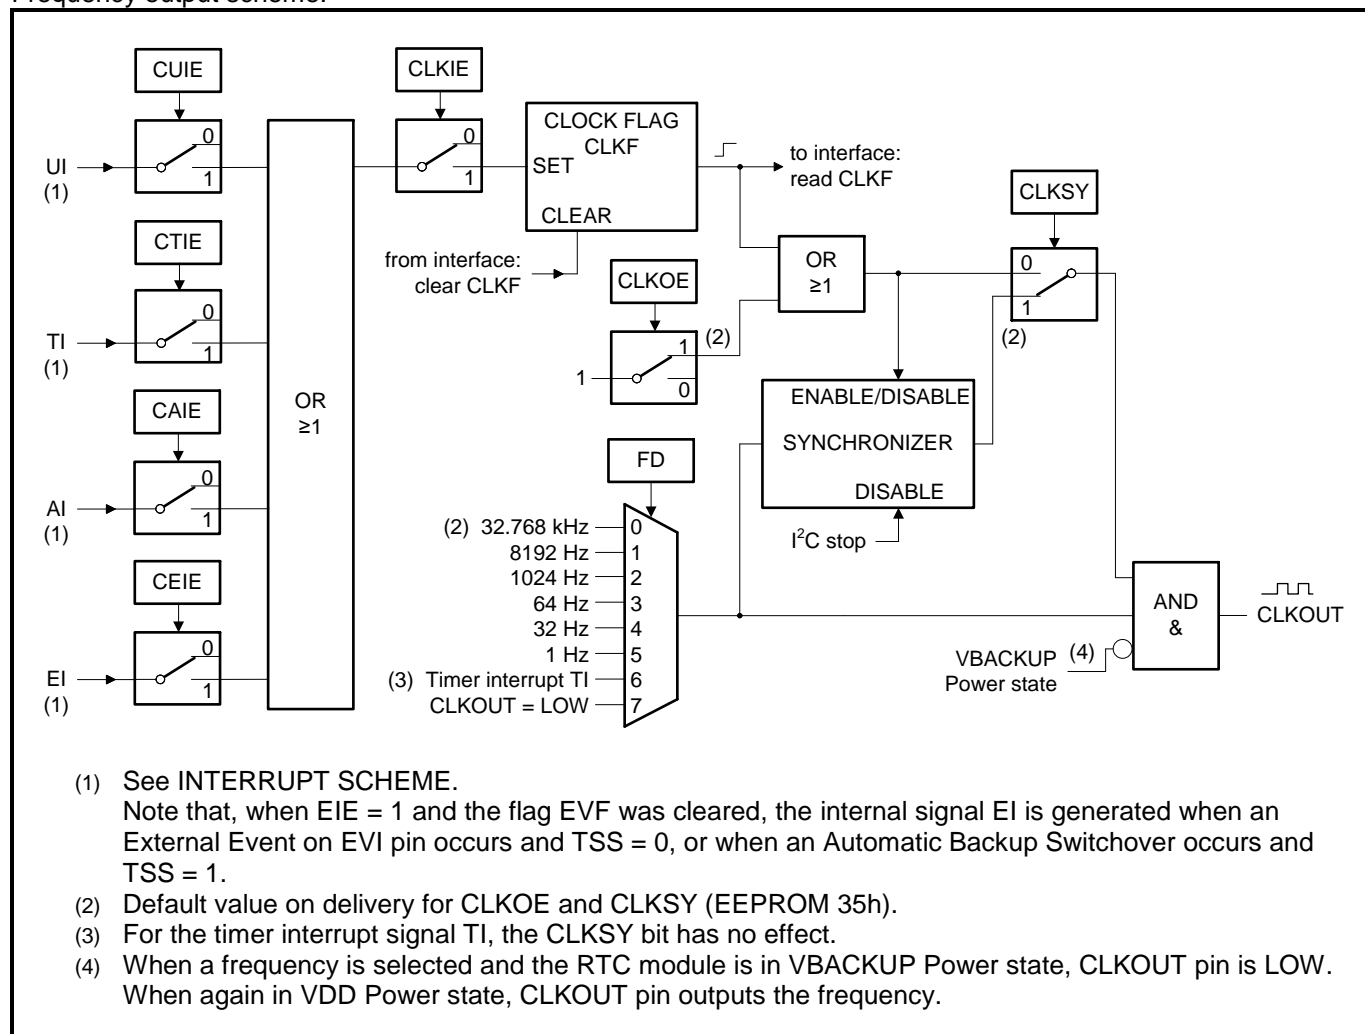 Frequency output scheme:
CUIE
CLKIE
0
1
UI
(1)
0
1
CLOCK FLAG
CLKF
SET
CLEAR
to interface:
read CLKF
CLKSY
CTIE
from interface:
clear CLKF
CLKOE
OR
≥1
0
1
(2)
TI
(1)
0
1
1
1
0
(2)
CAIE
OR
≥1
ENABLE/DISABLE
SYNCHRONIZER
DISABLE
I²C stop
AI
(1)
0
1
FD
(2) 32.768 kHz 0
8192 Hz 1
1024 Hz 2
64 Hz 3
32 Hz 4
1 Hz 5
(3) Timer interrupt TI 6
CLKOUT = LOW 7
CEIE
EI
(1)
0
1
AND
&
CLKOUT
VBACKUP
Power state
(4)
(1) See INTERRUPT SCHEME.
Note that, when EIE = 1 and the flag EVF was cleared, the internal signal EI is generated when an
External Event on EVI pin occurs and TSS = 0, or when an Automatic Backup Switchover occurs and
TSS = 1.
(2) Default value on delivery for CLKOE and CLKSY (EEPROM 35h).
(3) For the timer interrupt signal TI, the CLKSY bit has no effect.
(4) When a frequency is selected and the RTC module is in VBACKUP Power state, CLKOUT pin is LOW.
When again in VDD Power state, CLKOUT pin outputs the frequency.